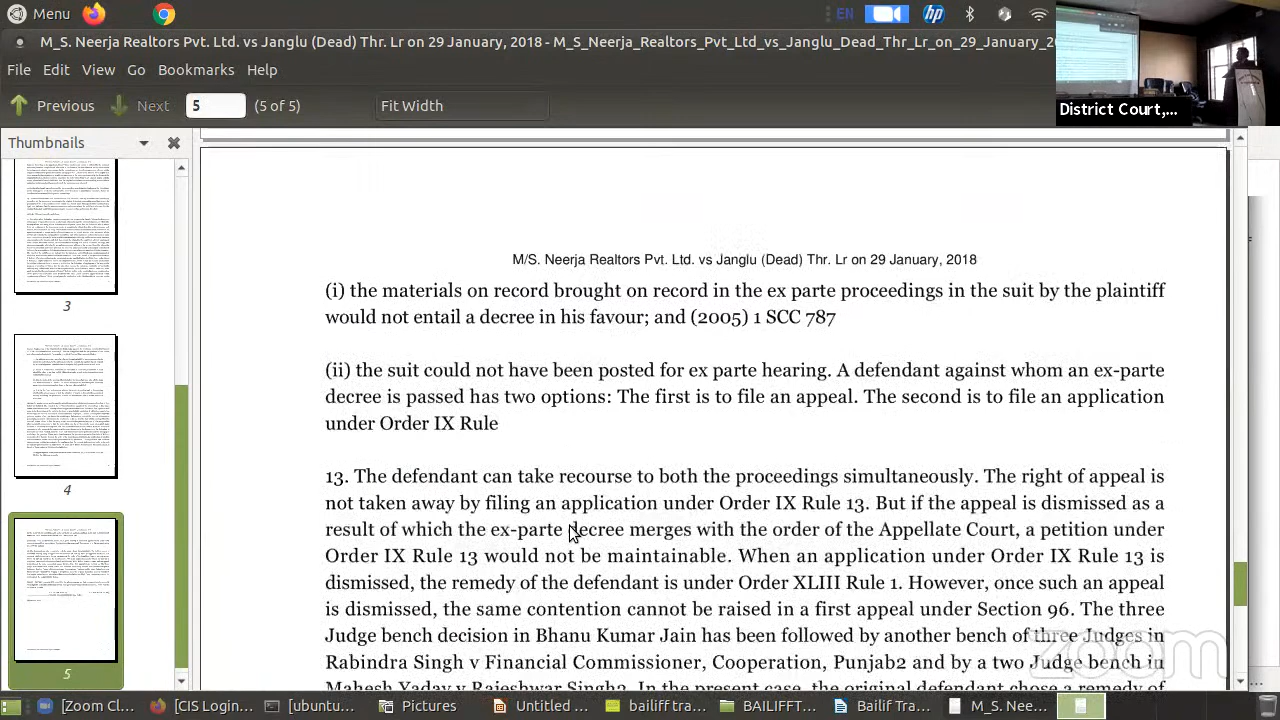 Menu
EN
M_S. Neerja Realtors Pvt. Ltd. vs Janglu (Dead) Thr. Lr on 29 January, 2018- M_S_Neerja_Realtors_Pvt_Ltd_vs_Janglu_Dead_Thr_Lr_on_29_January_2
File Edit View Go Bookmarks Help
Previous Next 5 (5 of 5) Fit Width
District Court,...
Thumbnails
3
4
5
M/S. Neerja Realtors Pvt. Ltd. vs Janglu (Dead) Thr. Lr on 29 January, 2018
(i) the materials on record brought on record in the ex parte proceedings in the suit by the plaintiff
would not entail a decree in his favour; and (2005) 1 SCC 787
(ii) the suit could not have been posted for ex parte hearing. A defendant against whom an ex-parte
decree is passed has two options: The first is to file an appeal. The second is to file an application
under Order IX Rule
13. The defendant can take recourse to both the proceedings simultaneously. The right of appeal is
not taken away by filing an application under Order IX Rule 13. But if the appeal is dismissed as a
result of which the ex-parte decree merges with the order of the Appellate Court, a petition under
Order IX Rule 13 would not be maintainable. When an application under Order IX Rule 13 is
dismissed, the remedy of the defendant is under Order XLIII Rule 1. However, once such an appeal
is dismissed, the same contention cannot be raised in a first appeal under Section 96. The three
Judge bench decision in Bhanu Kumar Jain has been followed by another bench of three Judges in
Rabindra Singh v Financial Commissioner, Cooperation, Punjab2 and by a two Judge bench in
In the present case, the original defendant chose a remedy of
zoom
[Zoom Cl... [CIS Login... [ubuntu... Pictures Untitled ... bailiff tra... BAILIFFT... Bailif Tra... M_S. Nee...